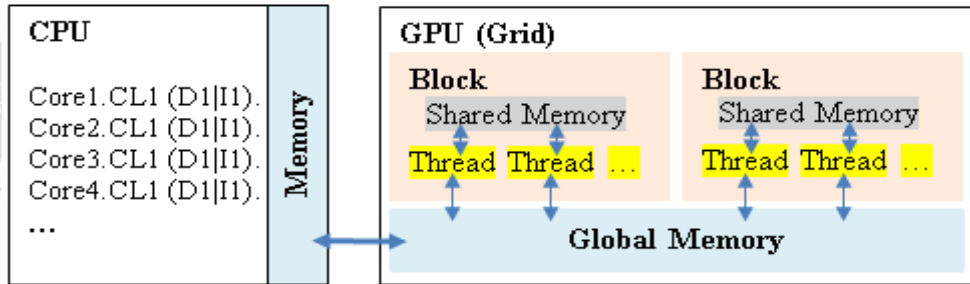 CPU
Core1.CL1 (D1|I1).
Core2.CL1 (D1|I1).
Core3.CL1 (D1|I1).
Core4.CL1 (D1|I1).
...
Memory
GPU (Grid)
Block
Shared Memory
Thread Thread ...
Block
Shared Memory
Thread Thread ...
Global Memory